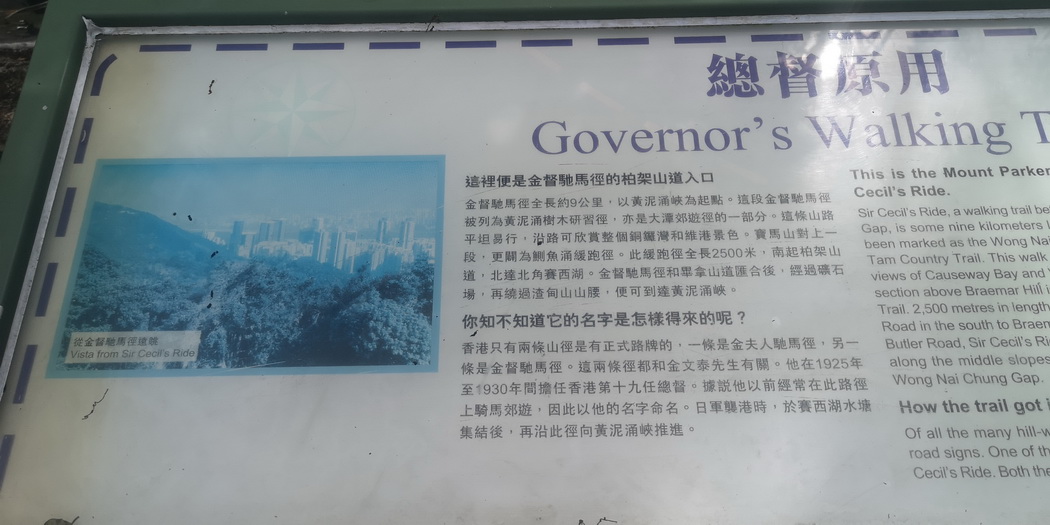 總督原用
Governor's Walking
這裡便是金督馳馬徑的柏架山道入口
金督馳馬徑全長約9公里，以黃泥涌峽為起點。這段金督馳馬徑
被列為黃泥涌樹木研習徑，亦是大潭郊遊徑的一部分。這條山路
平坦易行，沿路可欣賞整個銅鑼灣和維港景色。寶馬山對上一
段，更闢為鰂魚涌緩跑徑。此緩跑徑全長2500米，南起柏架山
道，北達北角賽西湖。金督馳馬徑和畢拿山道匯合後，經過礦石
場，再繞過渣甸山山腰，便可到達黃泥涌峽。
你知不知道它的名字是怎樣得來的呢？
香港只有兩條山徑是有正式路牌的，一條是金夫人馳馬徑，另一
條是金督馳馬徑。這兩條徑都和金文泰先生有關。他在1925年
至1930年間擔任香港第十九任總督。據説他以前經常在此路徑
上騎馬郊遊，因此以他的名字命名。日軍襲港時，於賽西湖水塘
集結後，再沿此徑向黃泥涌峽推進。
This is the Mount Parker
Cecil's Ride.
Sir Cecil's Ride, a walking trail be
Gap, is some nine kilometers
been marked as the Wong Nai
Tam Country Trail. This walk
views of Causeway Bay and
section above Braemar Hill i
Trail. 2,500 metres in length
Road in the south to Braem
Butler Road, Sir Cecil's Ri
along the middle slopes
Wong Nai Chung Gap.
How the trail got i
Of all the many hill-w
road signs. One of th
Cecil's Ride. Both the
從金督馳馬徑遠眺
Vista from Sir Cecil's Ride